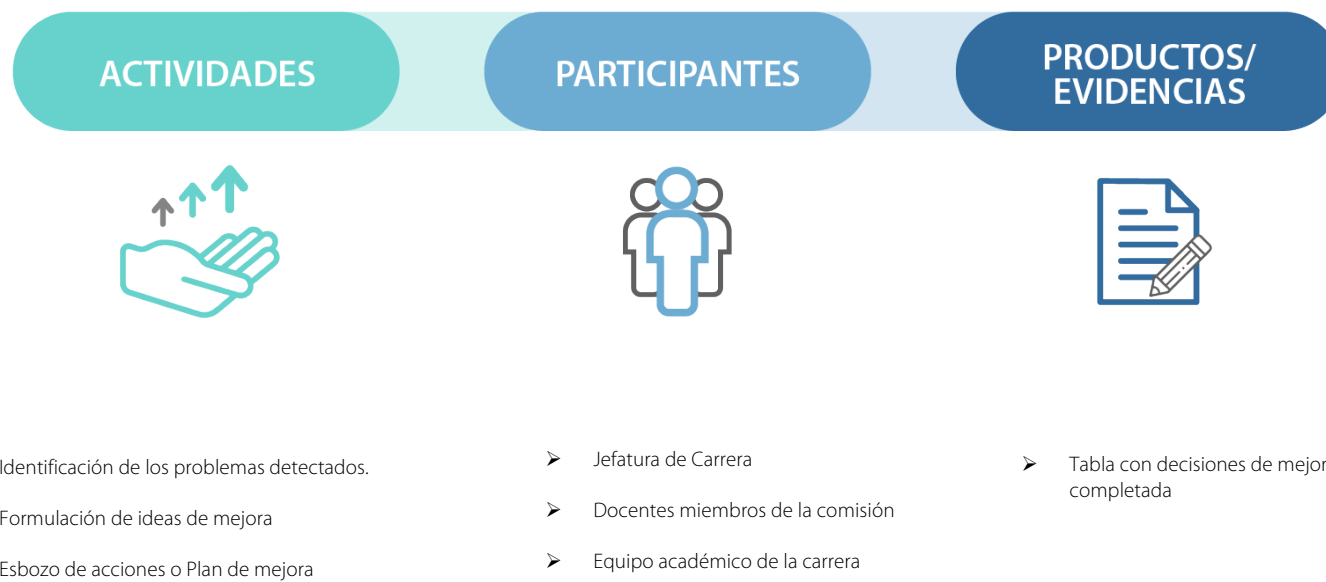 ACTIVIDADES
PARTICIPANTES
PRODUCTOS/
EVIDENCIAS
Identificación de los problemas detectados.
Formulación de ideas de mejora
Esbozo de acciones o Plan de mejora
➢ Jefatura de Carrera
➢ Docentes miembros de la comisión
➢ Equipo académico de la carrera
➢ Tabla con decisiones de mejor
completada